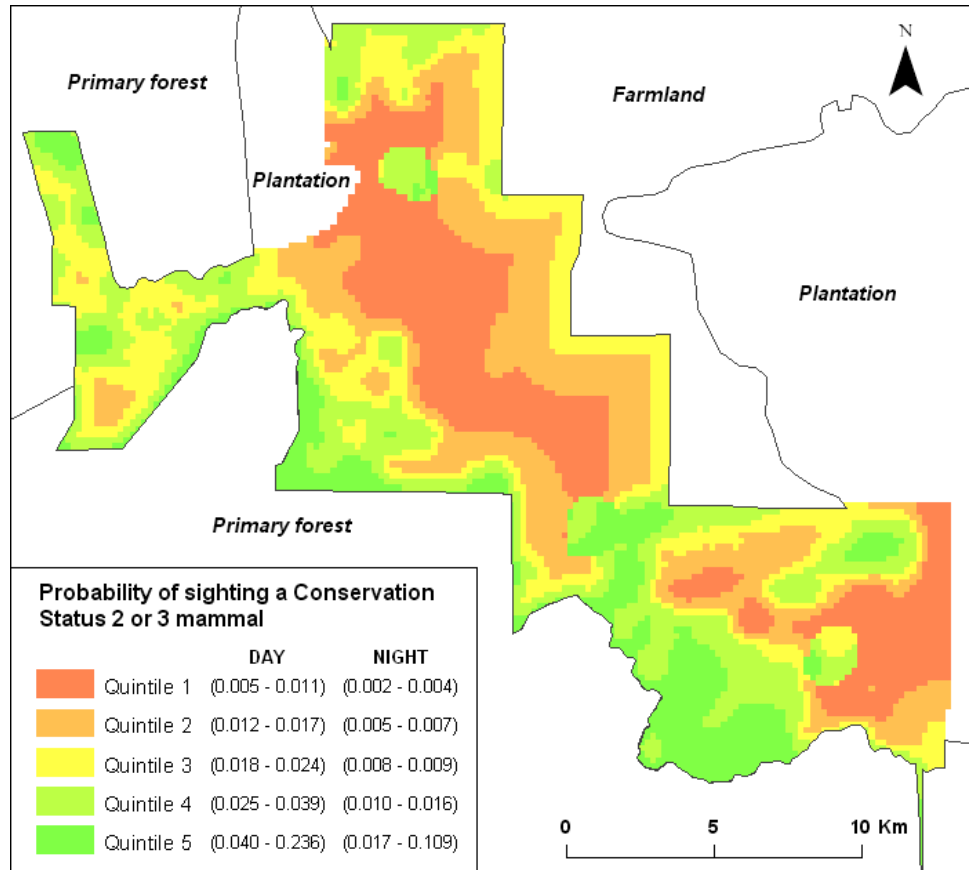 N
Primary forest
Farmland
Plantation
Plantation
Primary forest
Probability of sighting a Conservation
Status 2 or 3 mammal
DAY NIGHT
Quintile 1 (0.005 - 0.011) (0.002 - 0.004)
Quintile 2 (0.012 - 0.017) (0.005 - 0.007)
Quintile 3 (0.018 - 0.024) (0.008 - 0.009)
Quintile 4 (0.025 - 0.039) (0.010 - 0.016)
Quintile 5 (0.040 - 0.236) (0.017 - 0.109)
0 5 10 Km